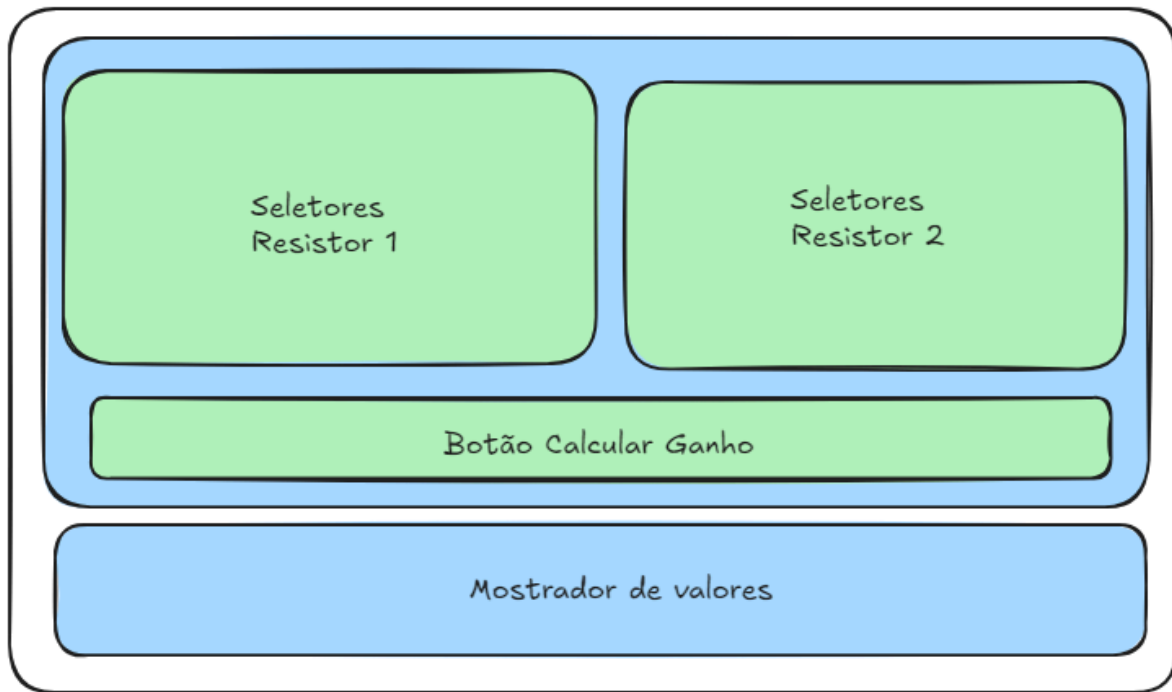 Seletores
Resistor 1
Seletores
Resistor 2
Botão Calcular Ganho
Mostrador de valores